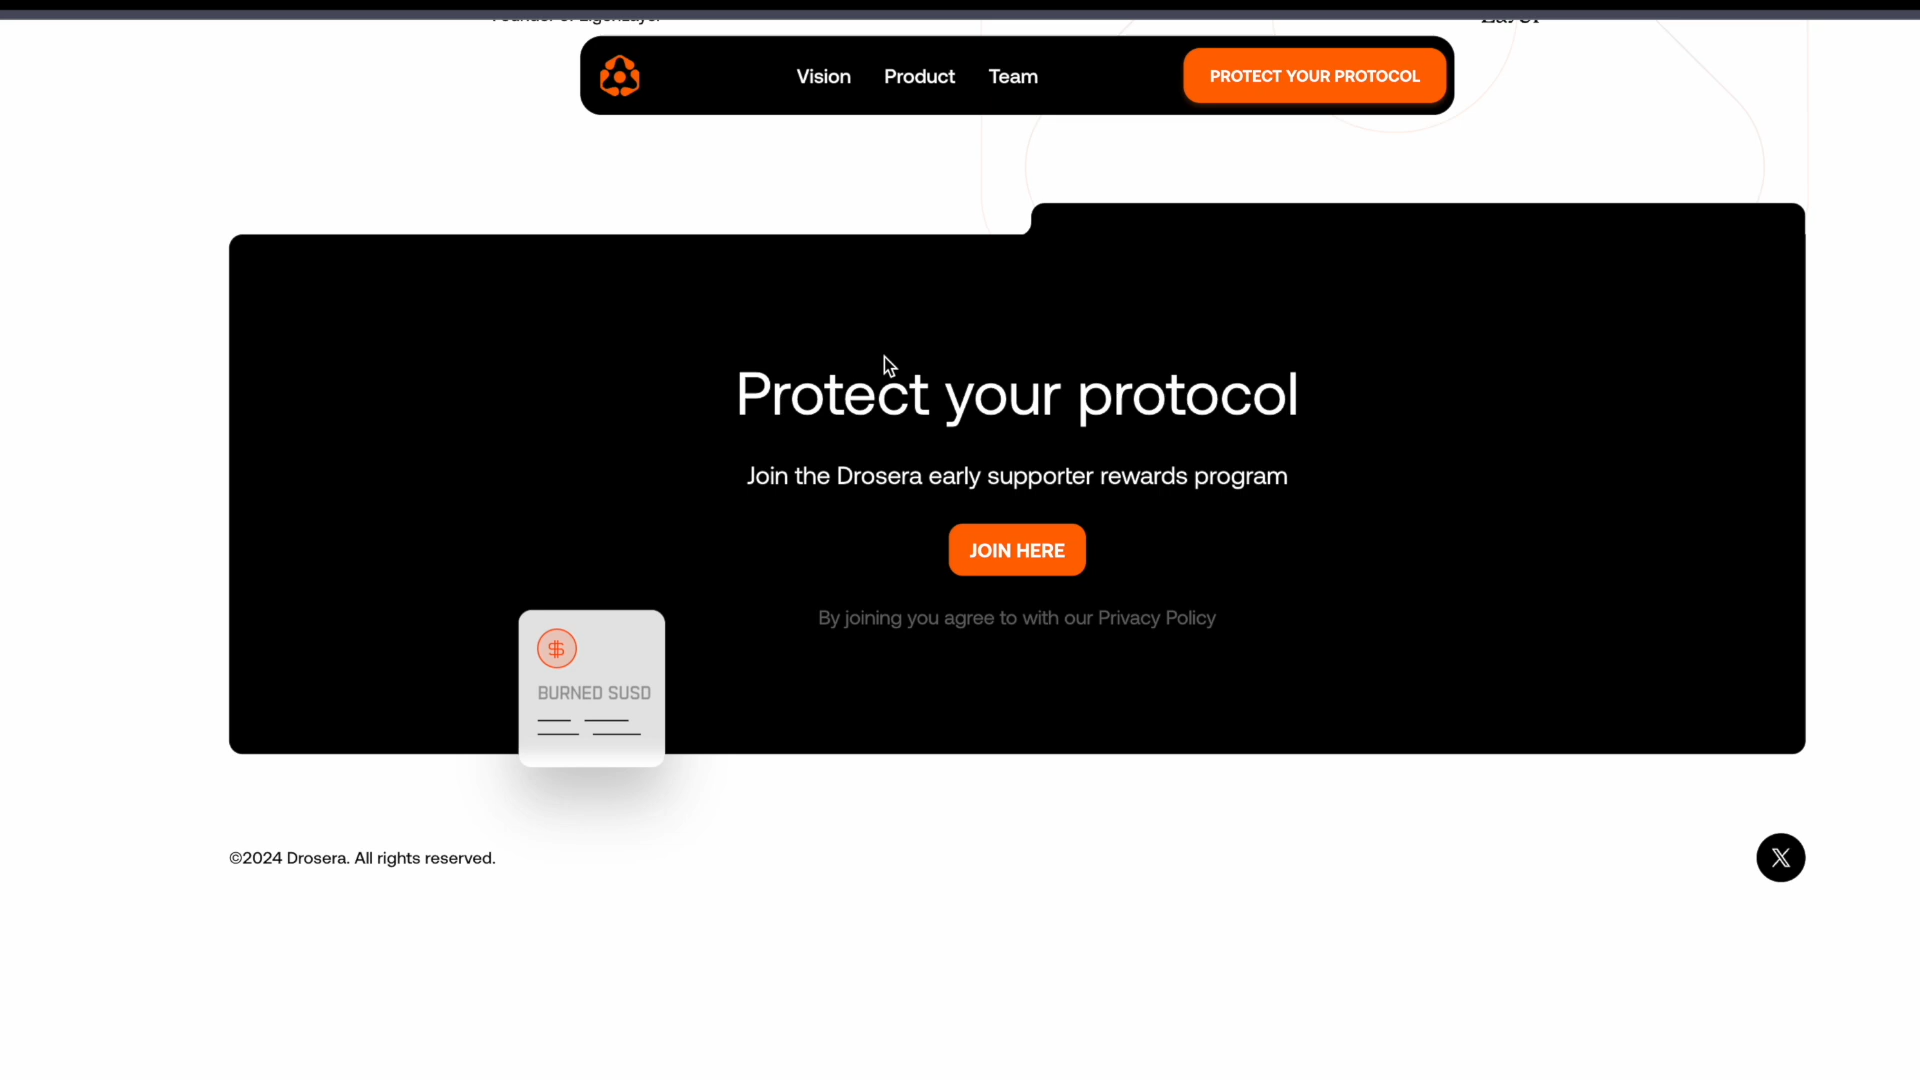 Vision
Product
Team
PROTECT YOUR PROTOCOL
Protect your protocol
Join the Drosera early supporter rewards program
JOIN HERE
By joining you agree to with our Privacy Policy
BURNED SUSD
©2024 Drosera. All rights reserved.